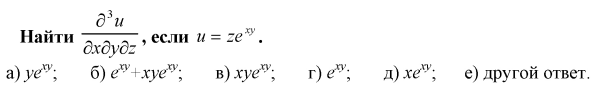 Найти ∂³u/∂x∂y∂z, если u = ze^{xy}.
а) ye^{xy}; б) e^{xy}+xye^{xy}; в) xye^{xy}; г) e^{xy}; д) xe^{xy}; е) другой ответ.